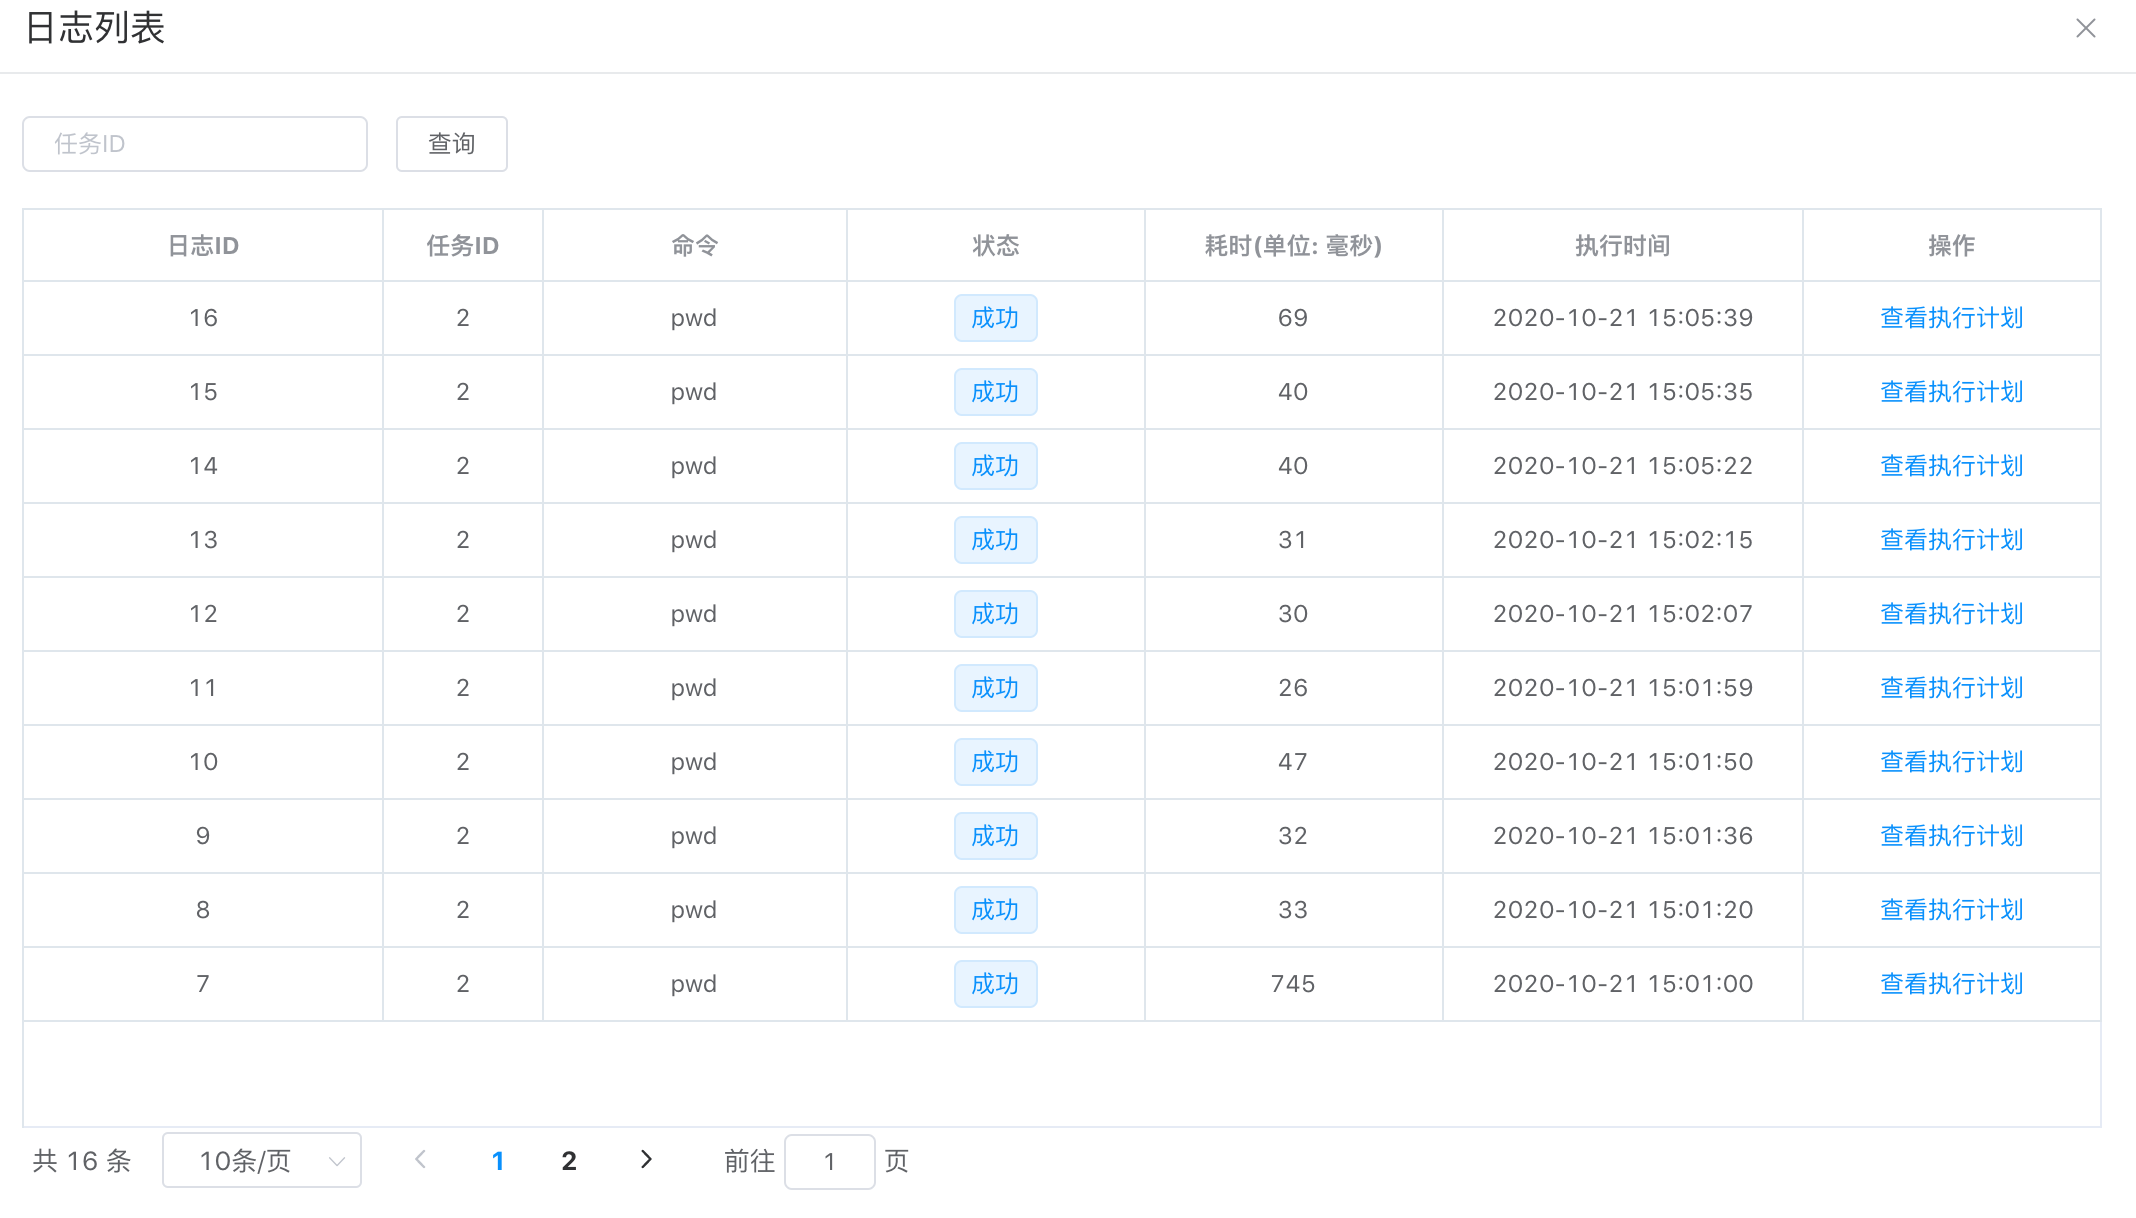 日志列表
任务ID 查询
日志ID 任务ID 命令 状态 耗时(单位: 毫秒) 执行时间 操作
16 2 pwd 成功 69 2020-10-21 15:05:39 查看执行计划
15 2 pwd 成功 40 2020-10-21 15:05:35 查看执行计划
14 2 pwd 成功 40 2020-10-21 15:05:22 查看执行计划
13 2 pwd 成功 31 2020-10-21 15:02:15 查看执行计划
12 2 pwd 成功 30 2020-10-21 15:02:07 查看执行计划
11 2 pwd 成功 26 2020-10-21 15:01:59 查看执行计划
10 2 pwd 成功 47 2020-10-21 15:01:50 查看执行计划
9 2 pwd 成功 32 2020-10-21 15:01:36 查看执行计划
8 2 pwd 成功 33 2020-10-21 15:01:20 查看执行计划
7 2 pwd 成功 745 2020-10-21 15:01:00 查看执行计划
共 16 条 10条/页 1 2 前往 1 页